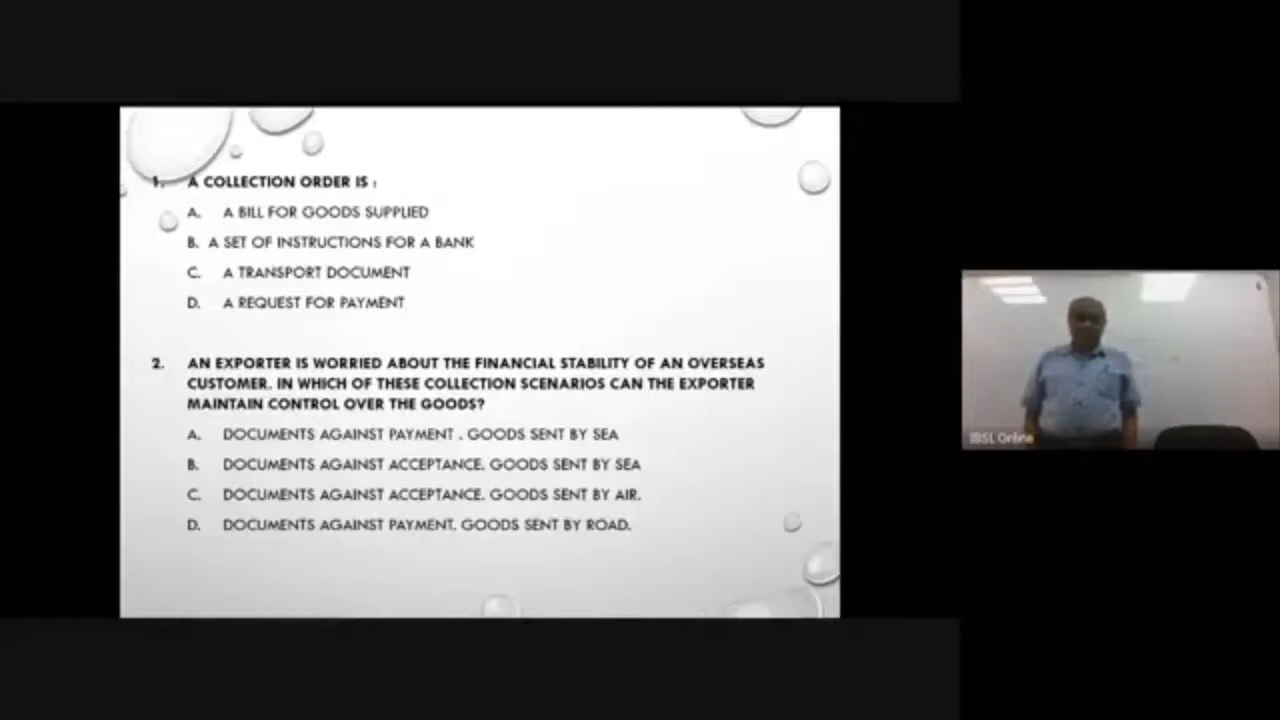 1. A COLLECTION ORDER IS :
A. A BILL FOR GOODS SUPPLIED
B. A SET OF INSTRUCTIONS FOR A BANK
C. A TRANSPORT DOCUMENT
D. A REQUEST FOR PAYMENT
2. AN EXPORTER IS WORRIED ABOUT THE FINANCIAL STABILITY OF AN OVERSEAS
CUSTOMER. IN WHICH OF THESE COLLECTION SCENARIOS CAN THE EXPORTER
MAINTAIN CONTROL OVER THE GOODS?
A. DOCUMENTS AGAINST PAYMENT . GOODS SENT BY SEA
B. DOCUMENTS AGAINST ACCEPTANCE. GOODS SENT BY SEA
C. DOCUMENTS AGAINST ACCEPTANCE. GOODS SENT BY AIR.
D. DOCUMENTS AGAINST PAYMENT. GOODS SENT BY ROAD.
IBSL Online